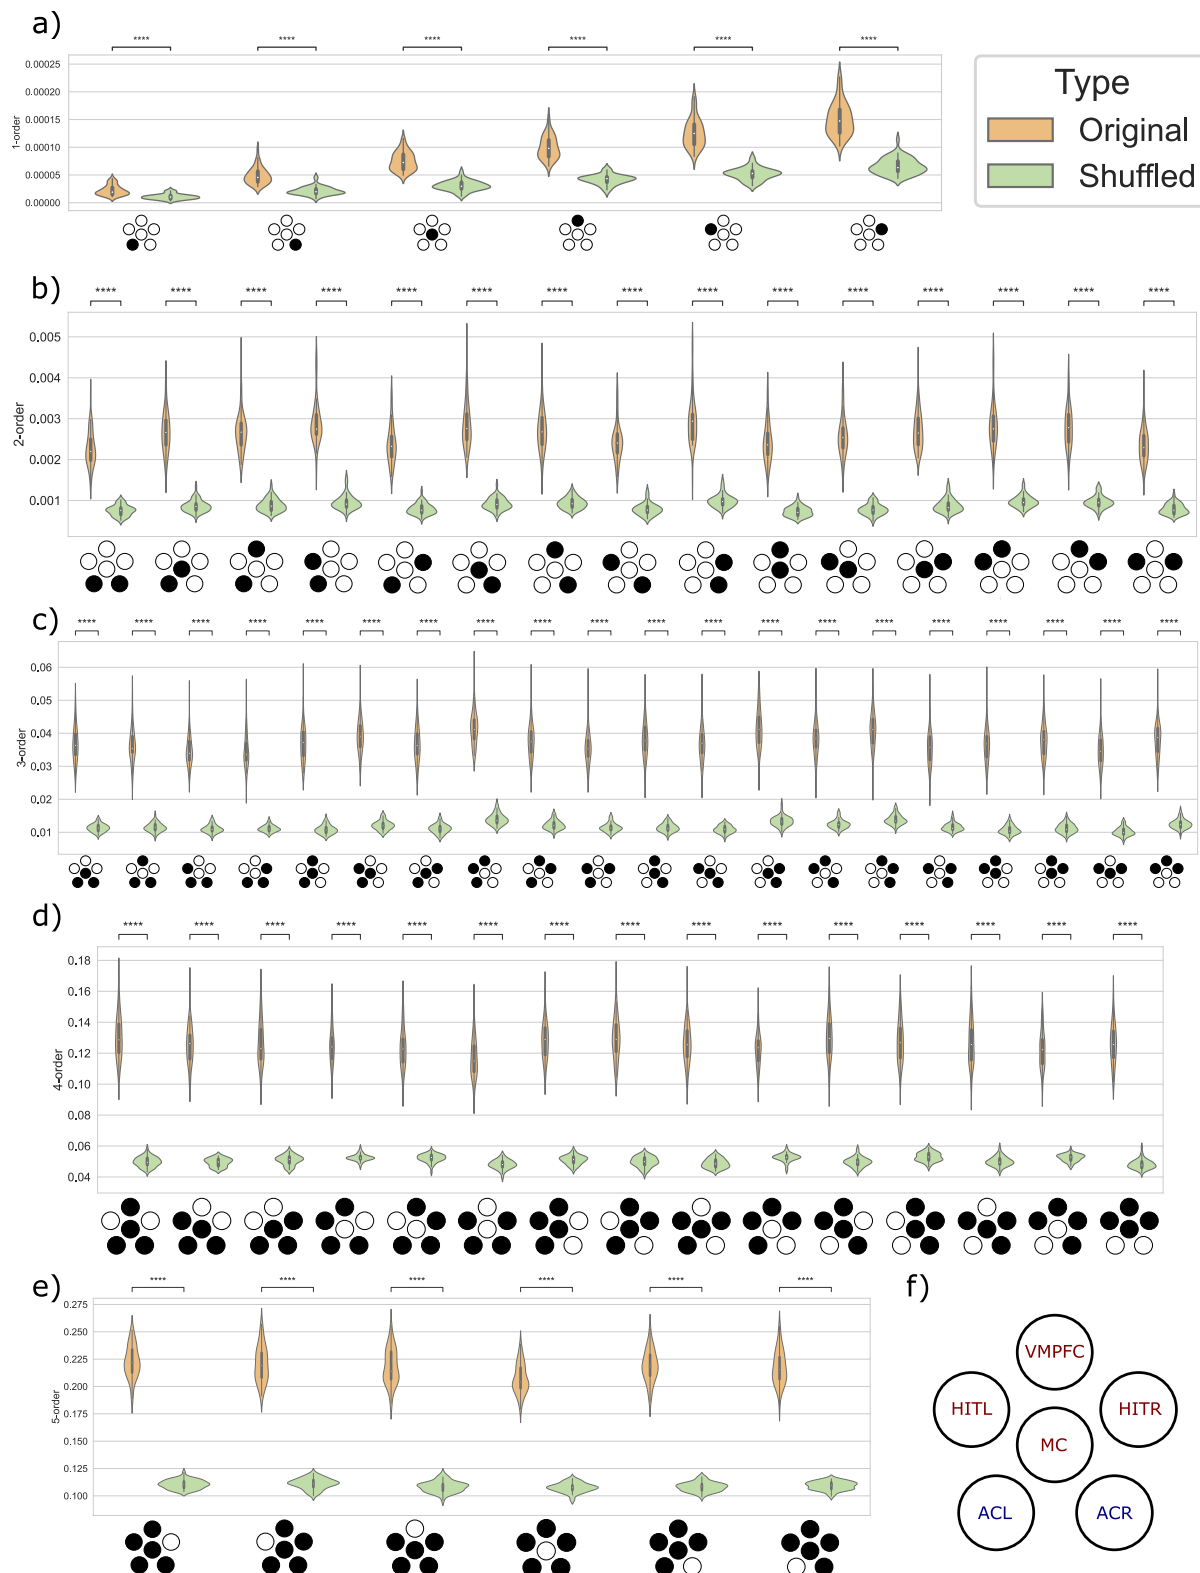 a)
**** **** **** **** **** ****
0.00025
0.00020
0.00015
0.00010
0.00005
0.00000
1-order
Type
Original
Shuffled
b)
**** **** **** **** **** **** **** **** **** **** **** **** **** **** ****
0.005
0.004
0.003
0.002
0.001
2-order
c)
**** **** **** **** **** **** **** **** **** **** **** **** **** **** **** **** **** **** **** ****
0.06
0.05
0.04
0.03
0.02
0.01
3-order
d)
**** **** **** **** **** **** **** **** **** **** **** **** **** **** ****
0.18
0.16
0.14
0.12
0.10
0.08
0.06
0.04
4-order
e)
**** **** **** **** **** ****
0.275
0.250
0.225
0.200
0.175
0.150
0.125
0.100
5-order
f)
VMPFC
HITL HITR
MC
ACL ACR